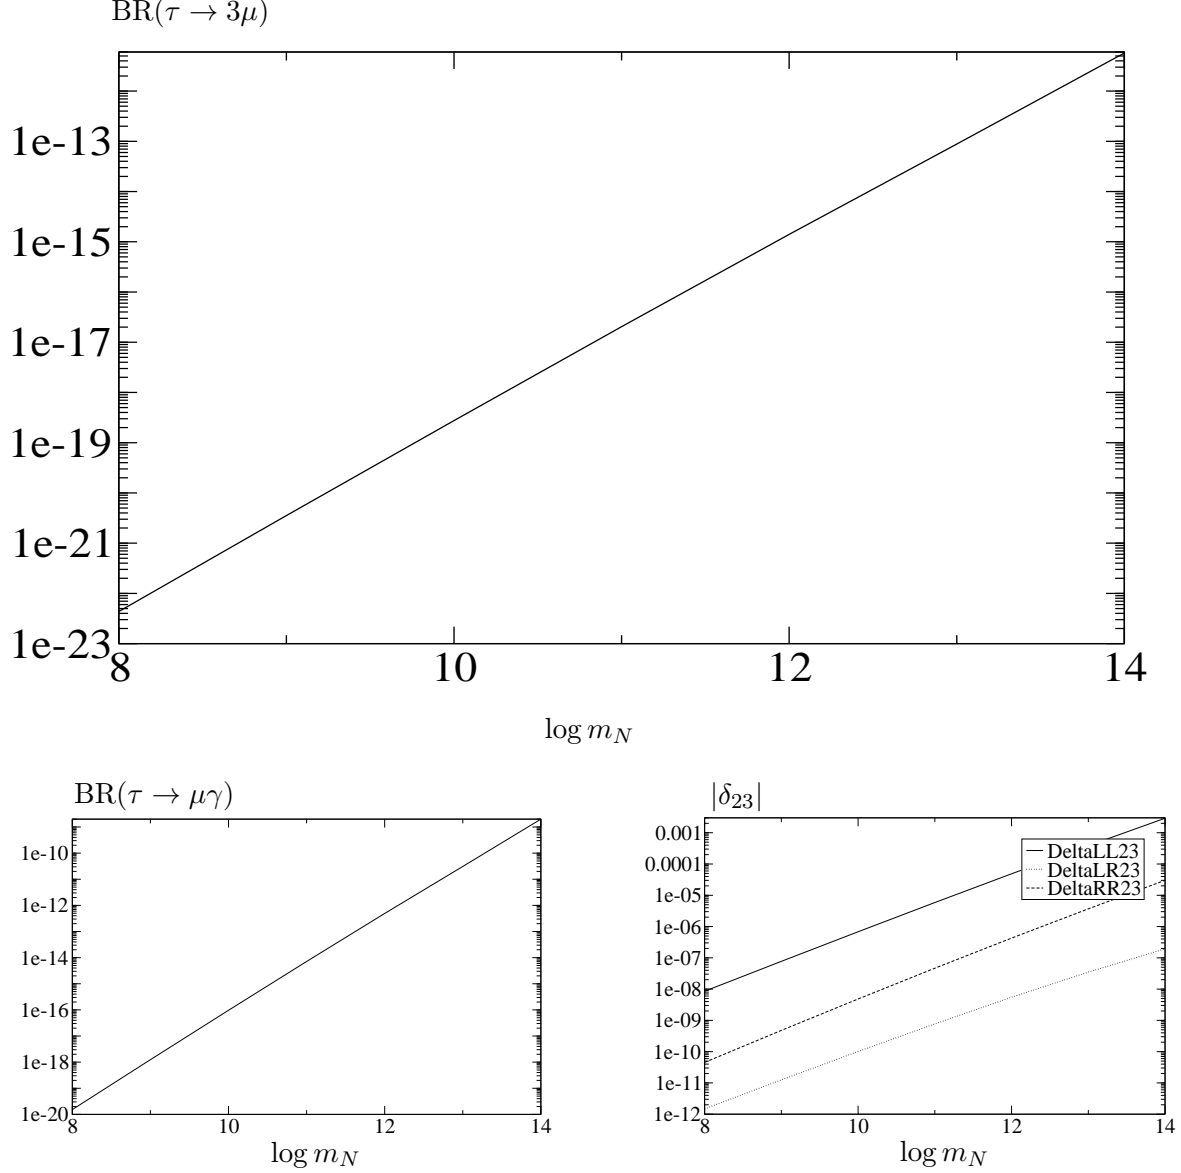 BR(τ → 3μ)
1e-13
1e-15
1e-17
1e-19
1e-21
1e-23
8 10 12 14
log m_N
BR(τ → μγ)
1e-10
1e-12
1e-14
1e-16
1e-18
1e-20
8 10 12 14
log m_N
|δ_23|
0.001
0.0001
1e-05
1e-06
1e-07
1e-08
1e-09
1e-10
1e-11
1e-12
DeltaLL23
DeltaLR23
DeltaRR23
8 10 12 14
log m_N